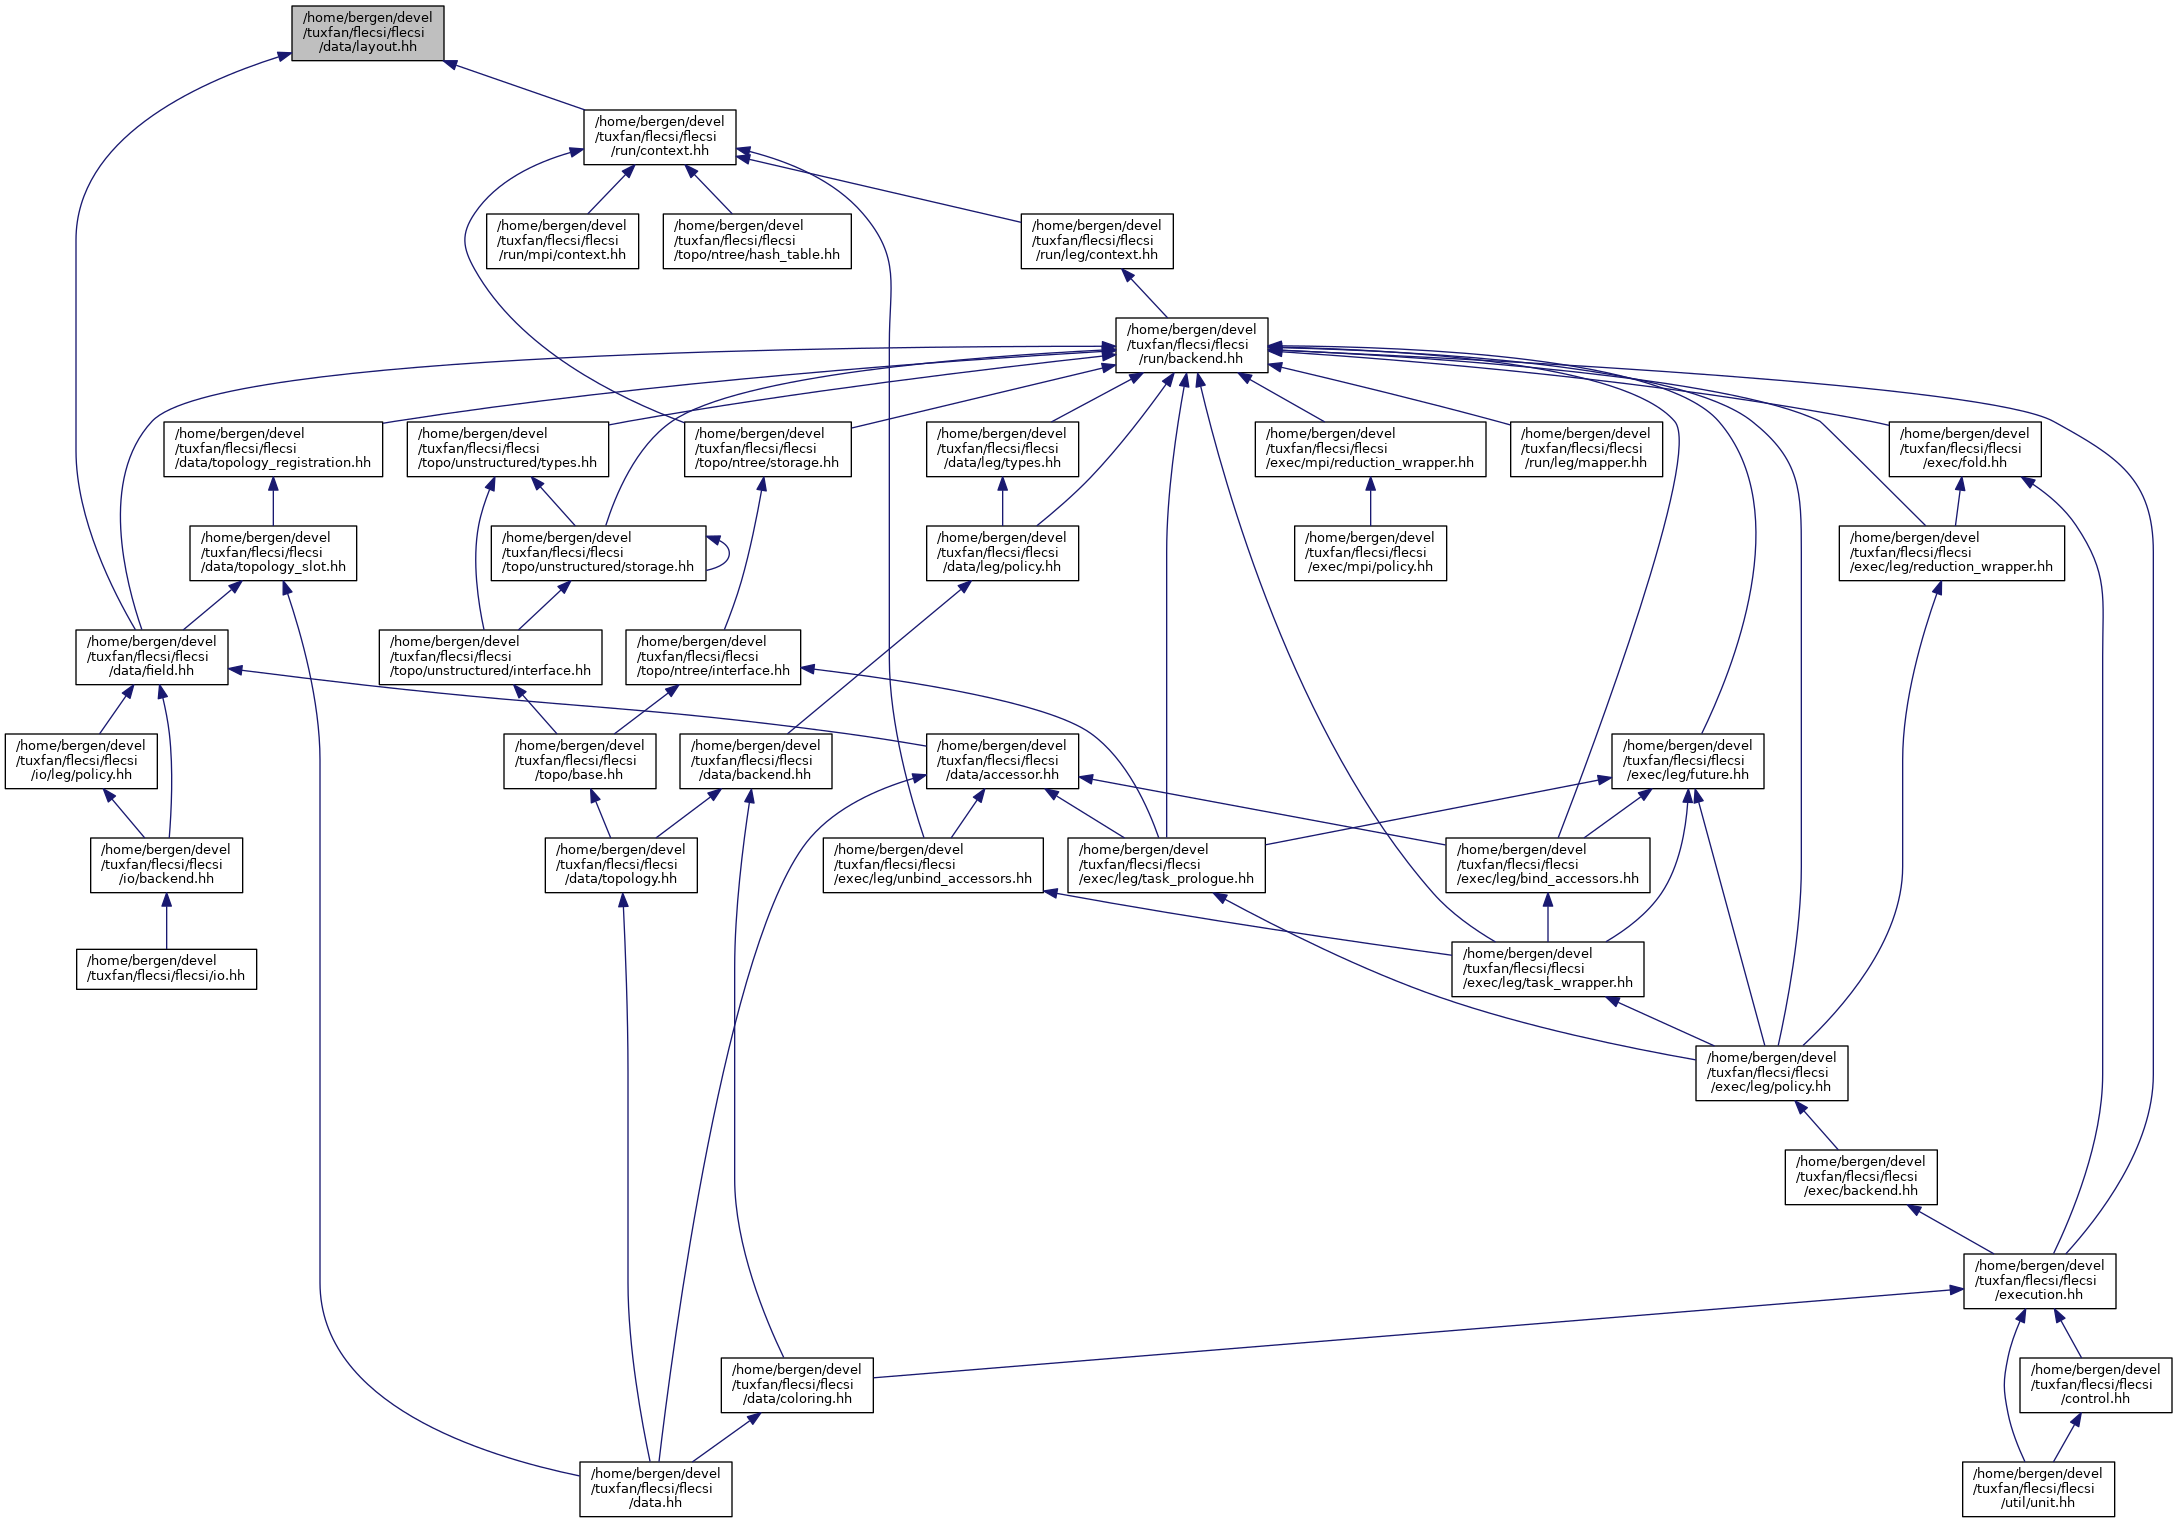 /home/bergen/devel
/tuxfan/flecsi/flecsi
/data/layout.hh
/home/bergen/devel
/tuxfan/flecsi/flecsi
/run/context.hh
/home/bergen/devel
/tuxfan/flecsi/flecsi
/run/mpi/context.hh
/home/bergen/devel
/tuxfan/flecsi/flecsi
/topo/ntree/hash_table.hh
/home/bergen/devel
/tuxfan/flecsi/flecsi
/run/leg/context.hh
/home/bergen/devel
/tuxfan/flecsi/flecsi
/run/backend.hh
/home/bergen/devel
/tuxfan/flecsi/flecsi
/data/topology_registration.hh
/home/bergen/devel
/tuxfan/flecsi/flecsi
/topo/unstructured/types.hh
/home/bergen/devel
/tuxfan/flecsi/flecsi
/topo/ntree/storage.hh
/home/bergen/devel
/tuxfan/flecsi/flecsi
/data/leg/types.hh
/home/bergen/devel
/tuxfan/flecsi/flecsi
/exec/mpi/reduction_wrapper.hh
/home/bergen/devel
/tuxfan/flecsi/flecsi
/run/leg/mapper.hh
/home/bergen/devel
/tuxfan/flecsi/flecsi
/exec/fold.hh
/home/bergen/devel
/tuxfan/flecsi/flecsi
/data/topology_slot.hh
/home/bergen/devel
/tuxfan/flecsi/flecsi
/topo/unstructured/storage.hh
/home/bergen/devel
/tuxfan/flecsi/flecsi
/data/leg/policy.hh
/home/bergen/devel
/tuxfan/flecsi/flecsi
/exec/mpi/policy.hh
/home/bergen/devel
/tuxfan/flecsi/flecsi
/exec/leg/reduction_wrapper.hh
/home/bergen/devel
/tuxfan/flecsi/flecsi
/data/field.hh
/home/bergen/devel
/tuxfan/flecsi/flecsi
/topo/unstructured/interface.hh
/home/bergen/devel
/tuxfan/flecsi/flecsi
/topo/ntree/interface.hh
/home/bergen/devel
/tuxfan/flecsi/flecsi
/io/leg/policy.hh
/home/bergen/devel
/tuxfan/flecsi/flecsi
/topo/base.hh
/home/bergen/devel
/tuxfan/flecsi/flecsi
/data/backend.hh
/home/bergen/devel
/tuxfan/flecsi/flecsi
/data/accessor.hh
/home/bergen/devel
/tuxfan/flecsi/flecsi
/exec/leg/future.hh
/home/bergen/devel
/tuxfan/flecsi/flecsi
/io/backend.hh
/home/bergen/devel
/tuxfan/flecsi/flecsi
/data/topology.hh
/home/bergen/devel
/tuxfan/flecsi/flecsi
/exec/leg/unbind_accessors.hh
/home/bergen/devel
/tuxfan/flecsi/flecsi
/exec/leg/task_prologue.hh
/home/bergen/devel
/tuxfan/flecsi/flecsi
/exec/leg/bind_accessors.hh
/home/bergen/devel
/tuxfan/flecsi/flecsi/io.hh
/home/bergen/devel
/tuxfan/flecsi/flecsi
/exec/leg/task_wrapper.hh
/home/bergen/devel
/tuxfan/flecsi/flecsi
/exec/leg/policy.hh
/home/bergen/devel
/tuxfan/flecsi/flecsi
/exec/backend.hh
/home/bergen/devel
/tuxfan/flecsi/flecsi
/execution.hh
/home/bergen/devel
/tuxfan/flecsi/flecsi
/data/coloring.hh
/home/bergen/devel
/tuxfan/flecsi/flecsi
/control.hh
/home/bergen/devel
/tuxfan/flecsi/flecsi
/data.hh
/home/bergen/devel
/tuxfan/flecsi/flecsi
/util/unit.hh